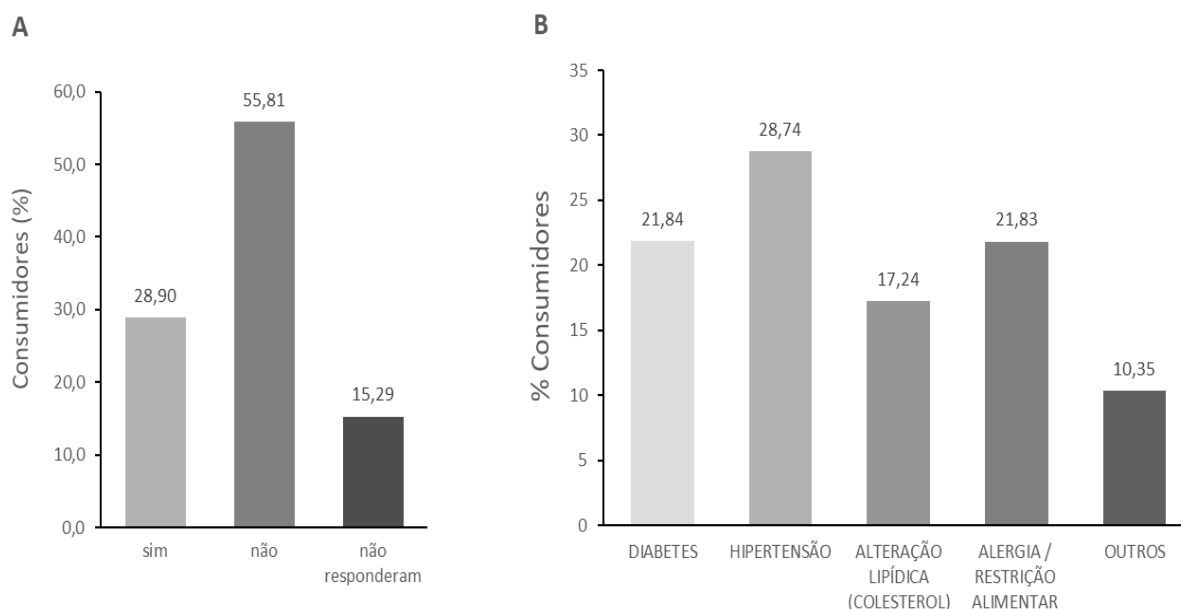 A
Consumidores (%)
60,0
50,0
40,0
30,0
20,0
10,0
0,0
28,90
55,81
15,29
sim
não
não
responderam
B
% Consumidores
35
30
25
20
15
10
5
0
21,84
28,74
17,24
21,83
10,35
DIABETES
HIPERTENSÃO
ALTERAÇÃO
LIPÍDICA
(COLESTEROL)
ALERGIA /
RESTRIÇÃO
ALIMENTAR
OUTROS